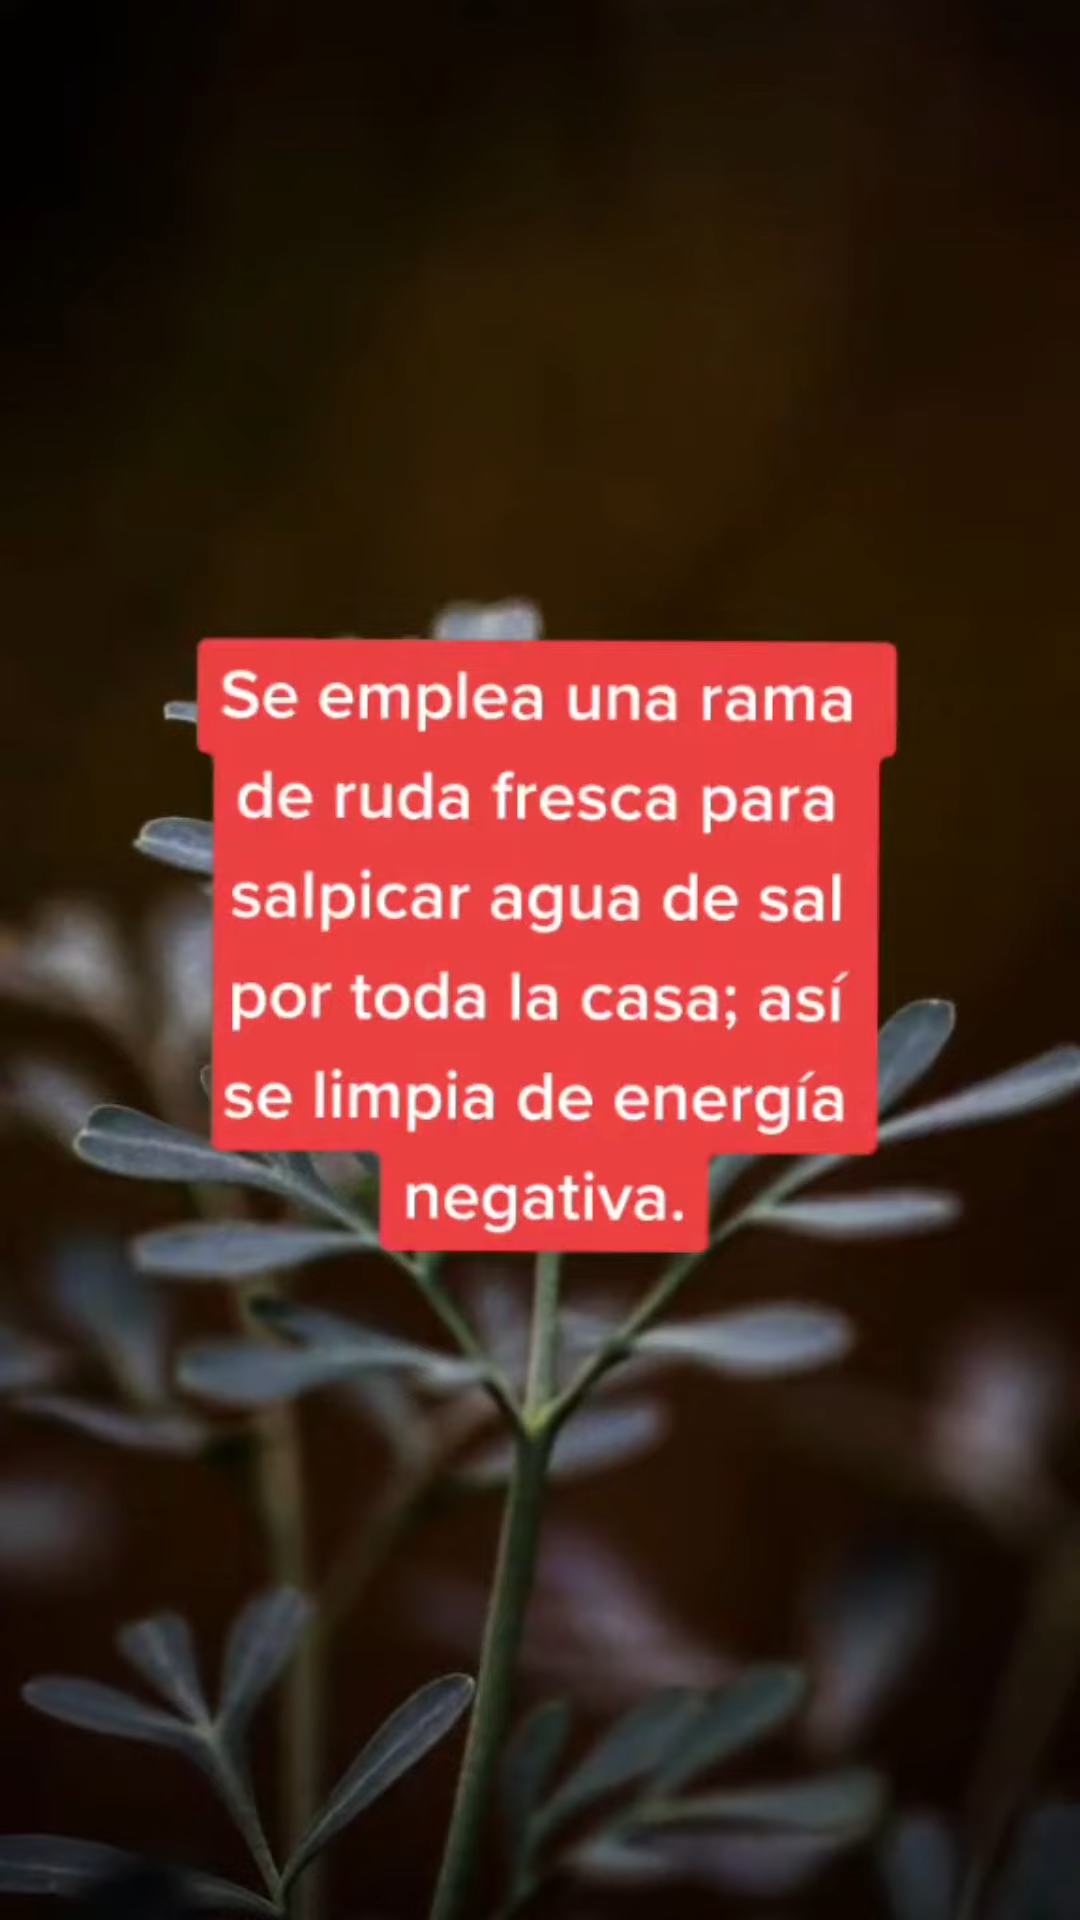 Se emplea una rama
de ruda fresca para
salpicar agua de sal
por toda la casa; así
se limpia de energía
negativa.